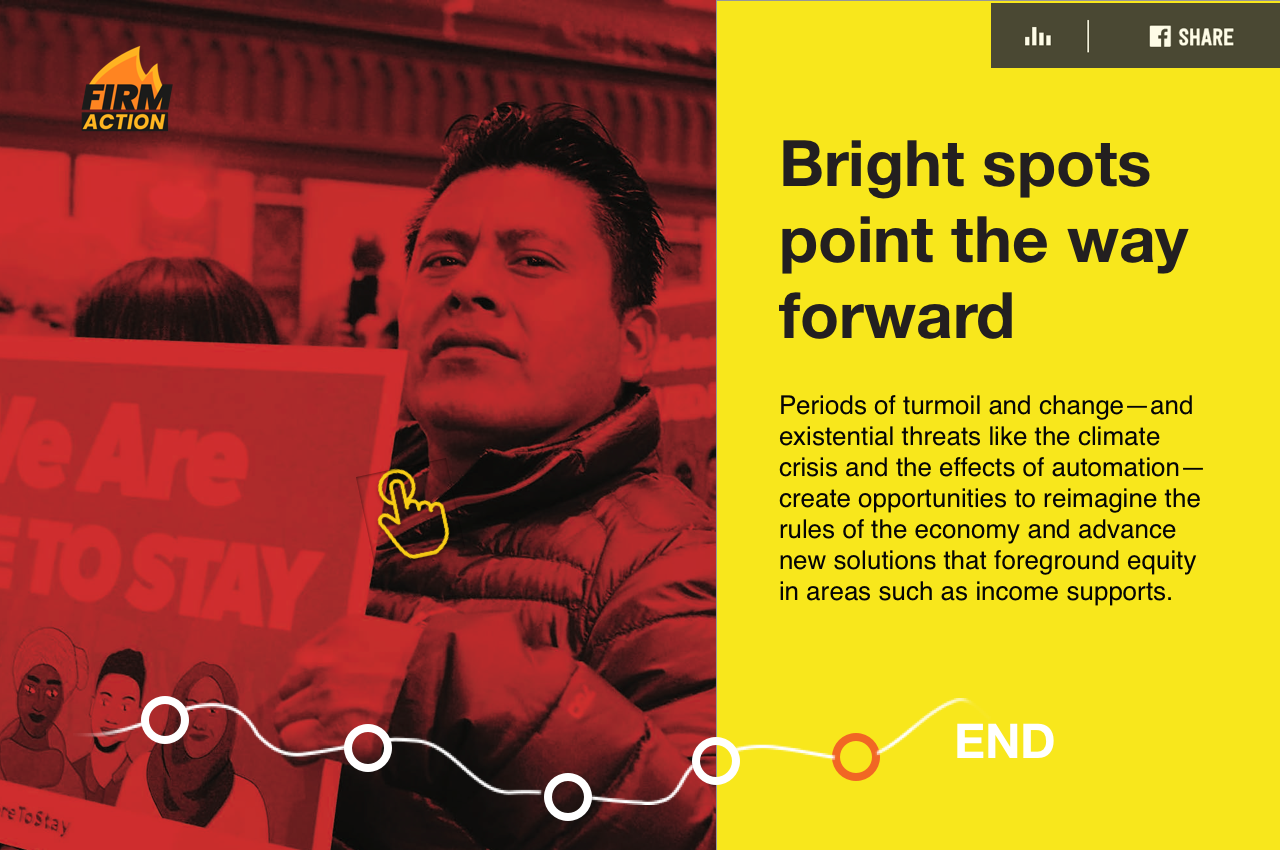 FIRM
ACTION
SHARE
Bright spots
point the way
forward
Periods of turmoil and change—and
existential threats like the climate
crisis and the effects of automation—
create opportunities to reimagine the
rules of the economy and advance
new solutions that foreground equity
in areas such as income supports.
We Are
E TO STAY
reToStay
END